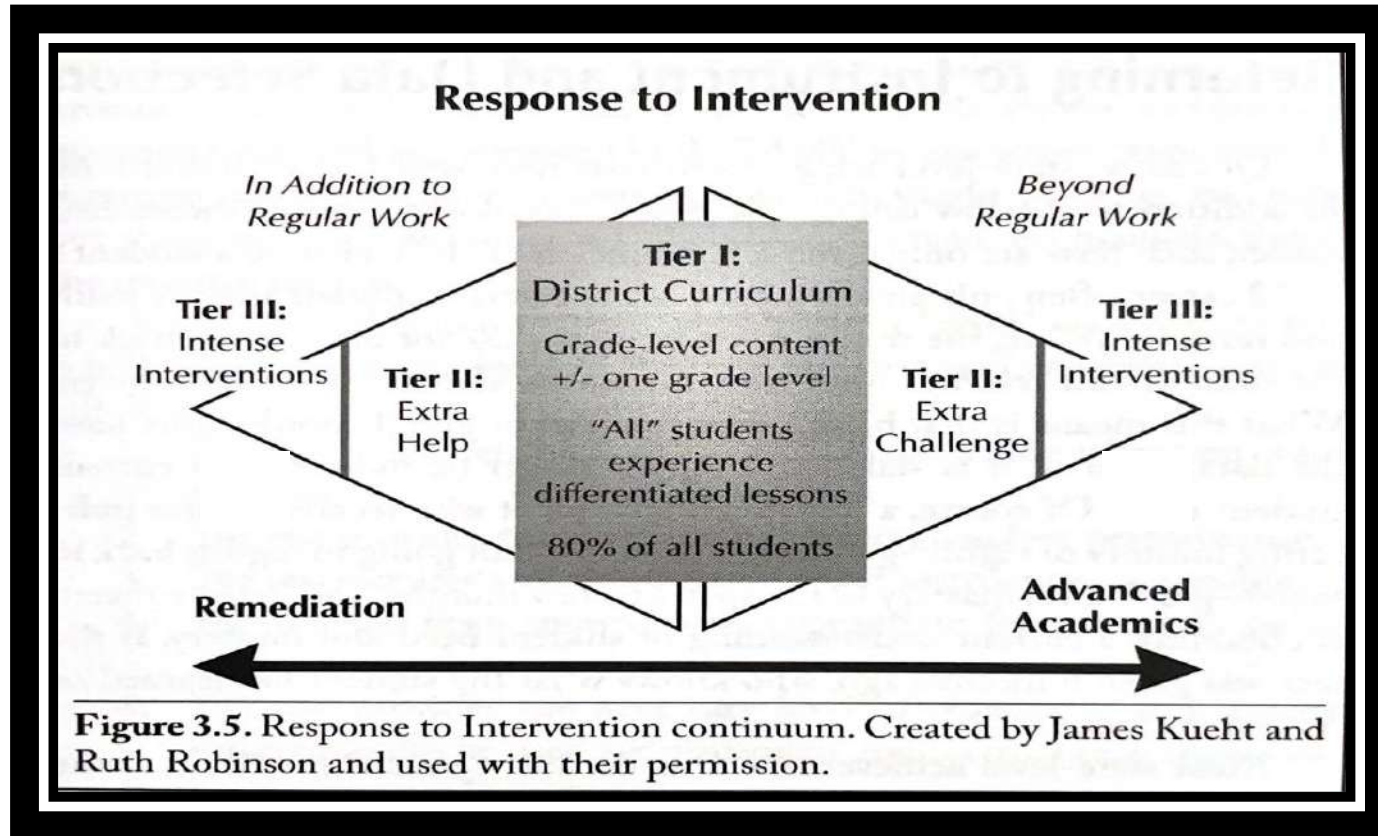 Response to Intervention
In Addition to
Regular Work
Beyond
Regular Work
Tier III:
Intense
Interventions
Tier II:
Extra
Help
Tier I:
District Curriculum
Grade-level content
+/- one grade level
“All” students
experience
differentiated lessons
80% of all students
Tier II:
Extra
Challenge
Tier III:
Intense
Interventions
Remediation
Advanced
Academics
Figure 3.5. Response to Intervention continuum. Created by James Kueht and
Ruth Robinson and used with their permission.